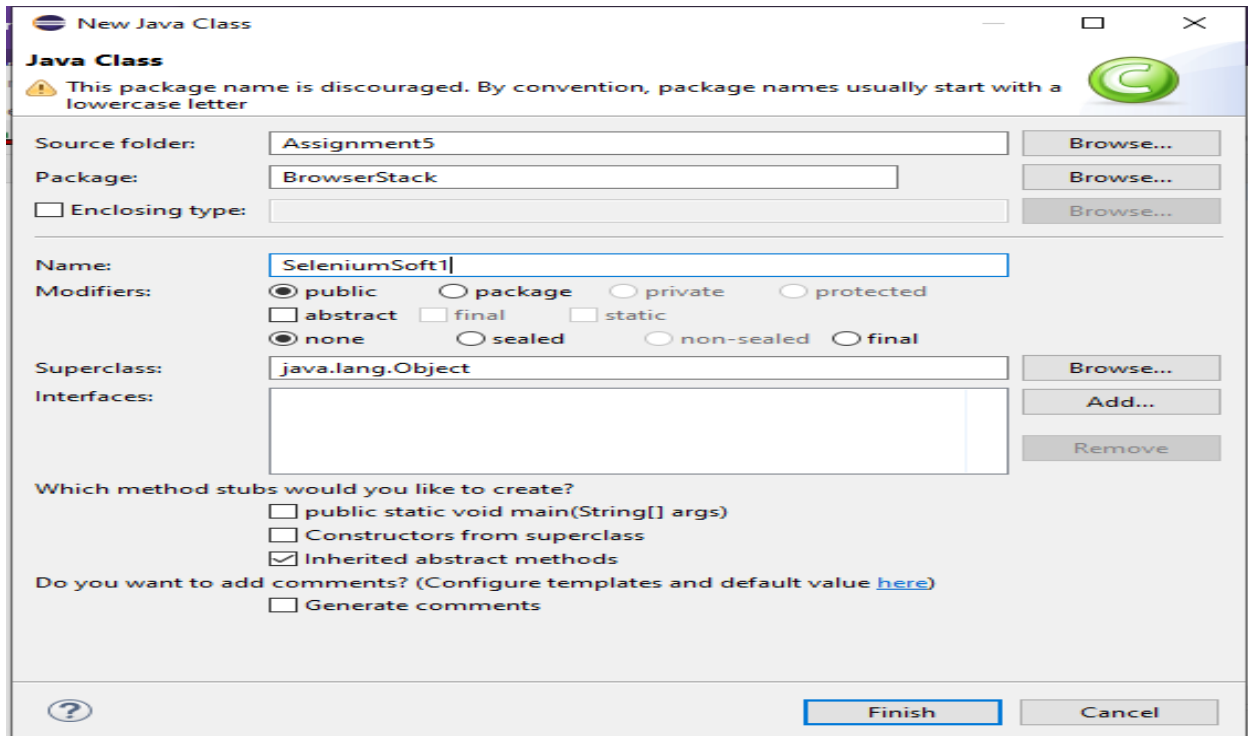 New Java Class
Java Class
This package name is discouraged. By convention, package names usually start with a
lowercase letter
Source folder: Assignment5 Browse...
Package: BrowserStack Browse...
Enclosing type: Browse...
Name: SeleniumSoft1
Modifiers: public package private protected
abstract final static
none sealed non-sealed final
Superclass: java.lang.Object Browse...
Interfaces: Add...
Remove
Which method stubs would you like to create?
public static void main(String[] args)
Constructors from superclass
Inherited abstract methods
Do you want to add comments? (Configure templates and default value here)
Generate comments
Finish Cancel